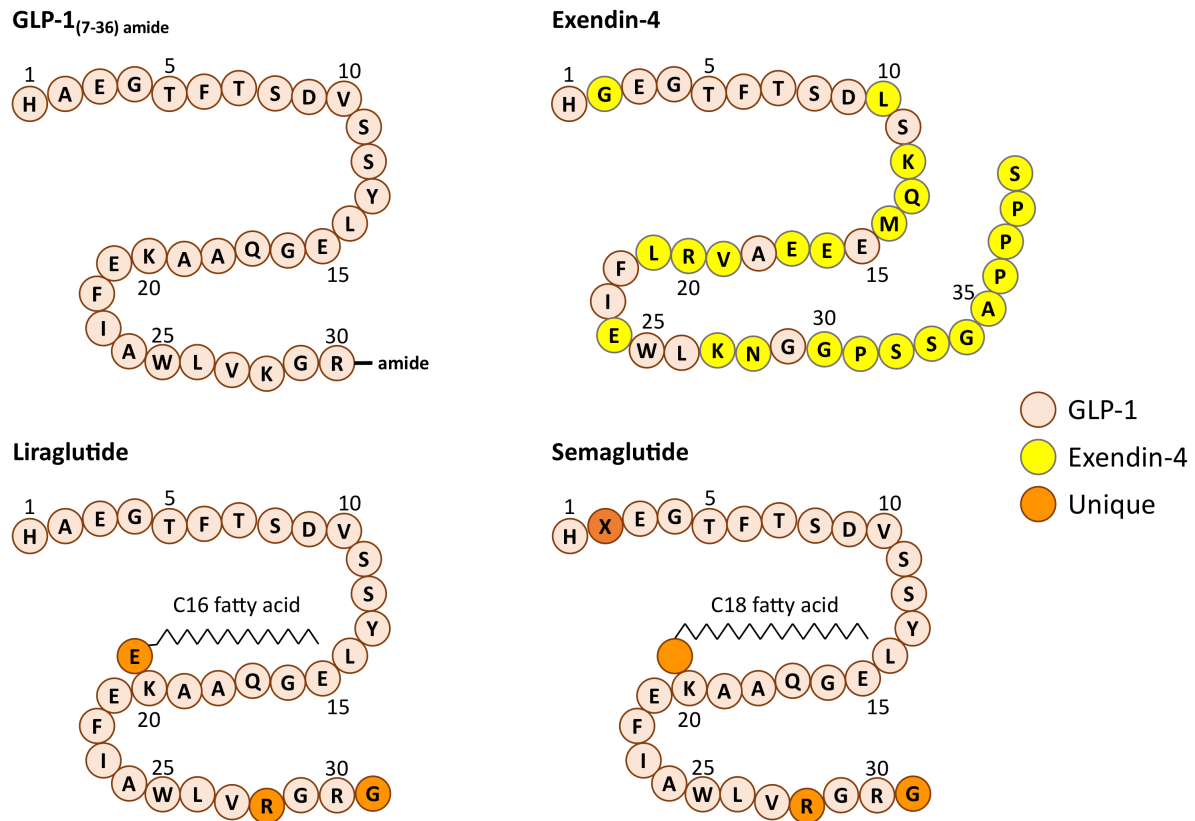 GLP-1(7-36) amide
1 5 10
H A E G T F T S D V
S
S
Y
L
E F I A W L V K G R amide
E G Q A A K
15 20 25 30
Exendin-4
1 5 10
H G E G T F T S D L
S
K
Q
M
E E E A V R L
15 20
F
I
E
W L K N G G P S S G
25 30 35
A
P
P
P
S
GLP-1
Exendin-4
Unique
Liraglutide
1 5 10
H A E G T F T S D V
S
S
C16 fatty acid
Y
E L
E K A A Q G E
20 15
F
I
A
25 30
W L V R G R G
Semaglutide
1 5 10
H X E G T F T S D V
S
S
C18 fatty acid
Y
L
E K A A Q G E
20 15
F
I
A
25 30
W L V R G R G